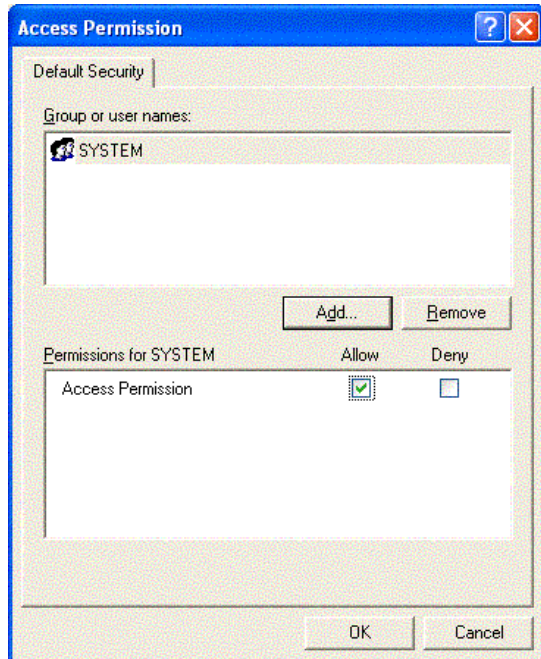 Access Permission
Default Security
Group or user names:
SYSTEM
Add... Remove
Permissions for SYSTEM Allow Deny
Access Permission
OK Cancel